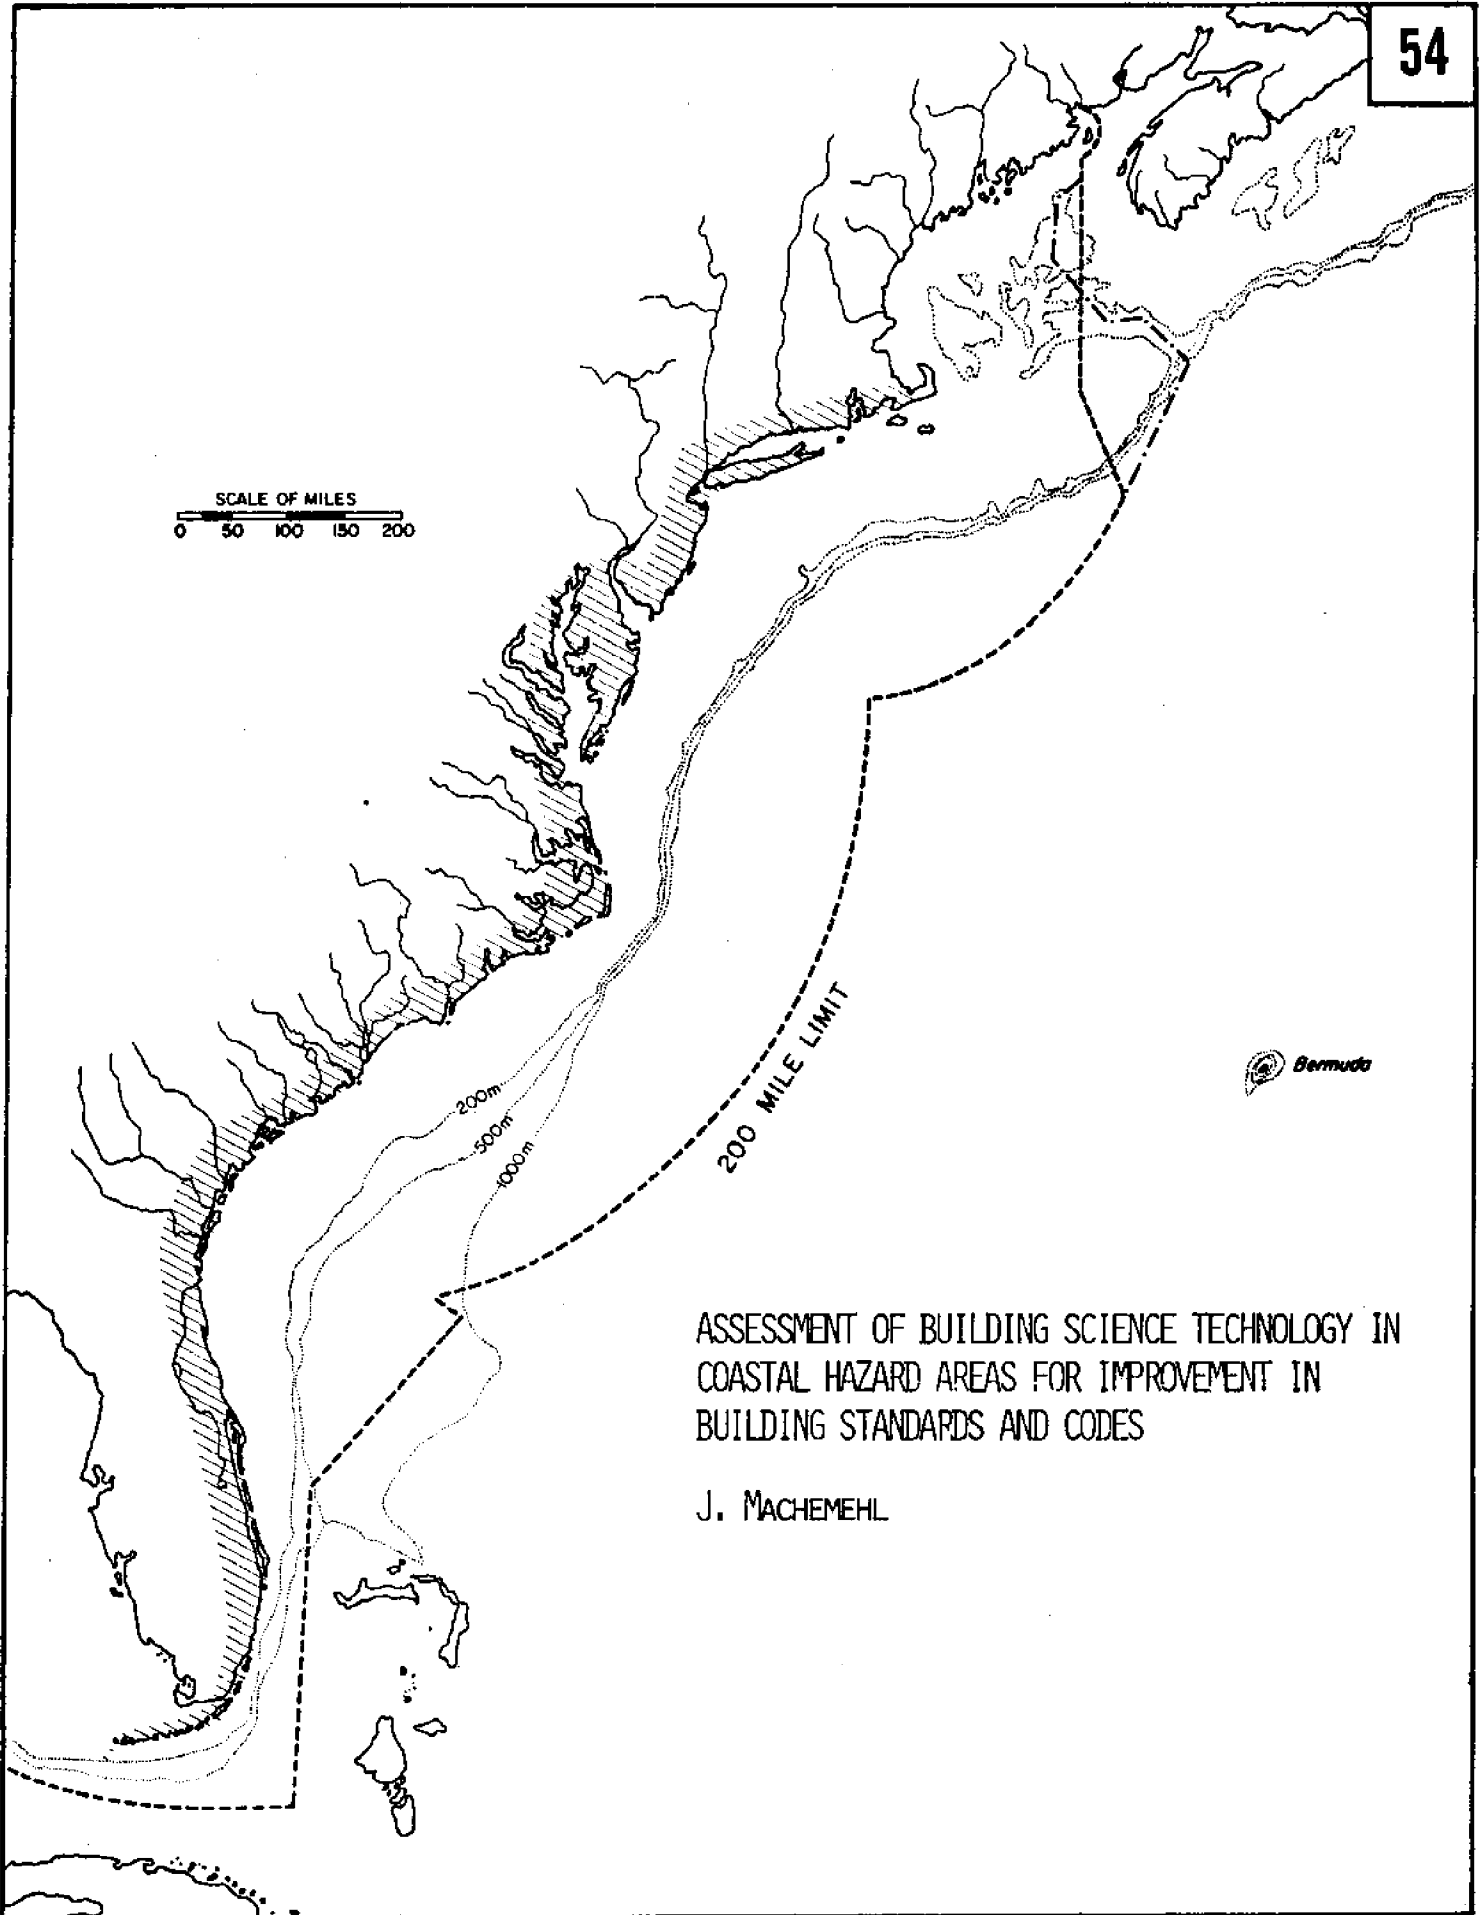 54
SCALE OF MILES
0 50 100 150 200
200 MILE LIMIT
Bermuda
200m
500m
1000m
ASSESSMENT OF BUILDING SCIENCE TECHNOLOGY IN
COASTAL HAZARD AREAS FOR IMPROVEMENT IN
BUILDING STANDARDS AND CODES
J. MACHEMEHL